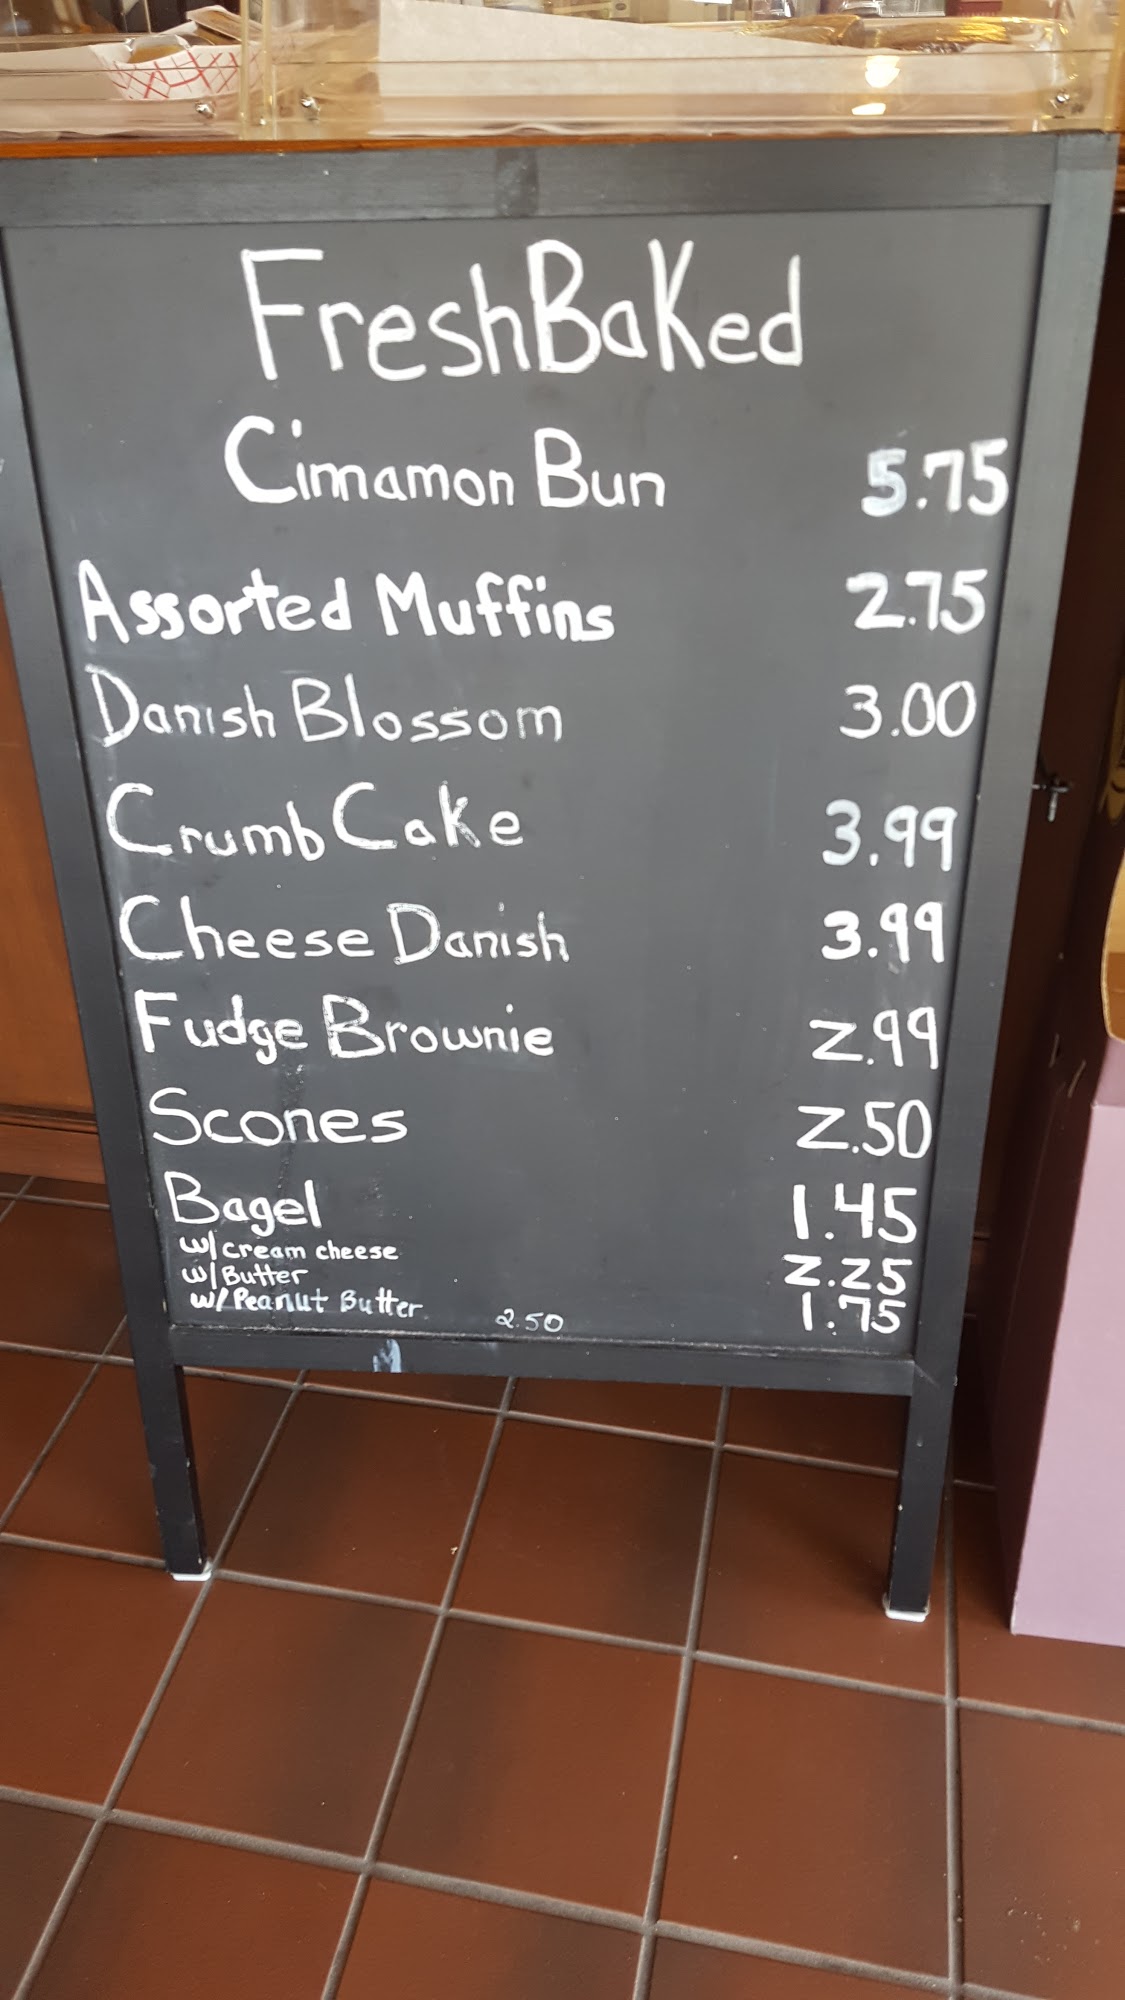 FreshBaKed
Cinnamon Bun 5.75
Assorted Muffins 2.75
Danish Blossom 3.00
Crumb Cake 3.99
Cheese Danish 3.99
Fudge Brownie 2.99
Scones 2.50
Bagel 1.45
w/cream cheese 2.25
w/Butter 1.75
w/Peanut Butter 2.50